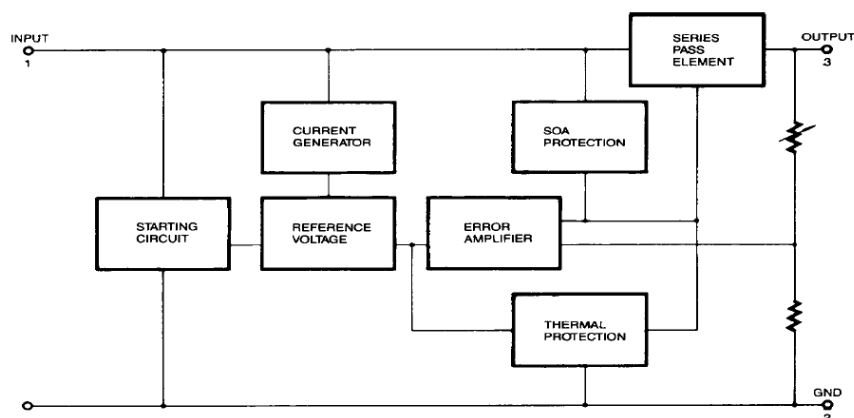 INPUT
1
SERIES
PASS
ELEMENT
OUTPUT
3
CURRENT
GENERATOR
SOA
PROTECTION
STARTING
CIRCUIT
REFERENCE
VOLTAGE
ERROR
AMPLIFIER
THERMAL
PROTECTION
GND
2